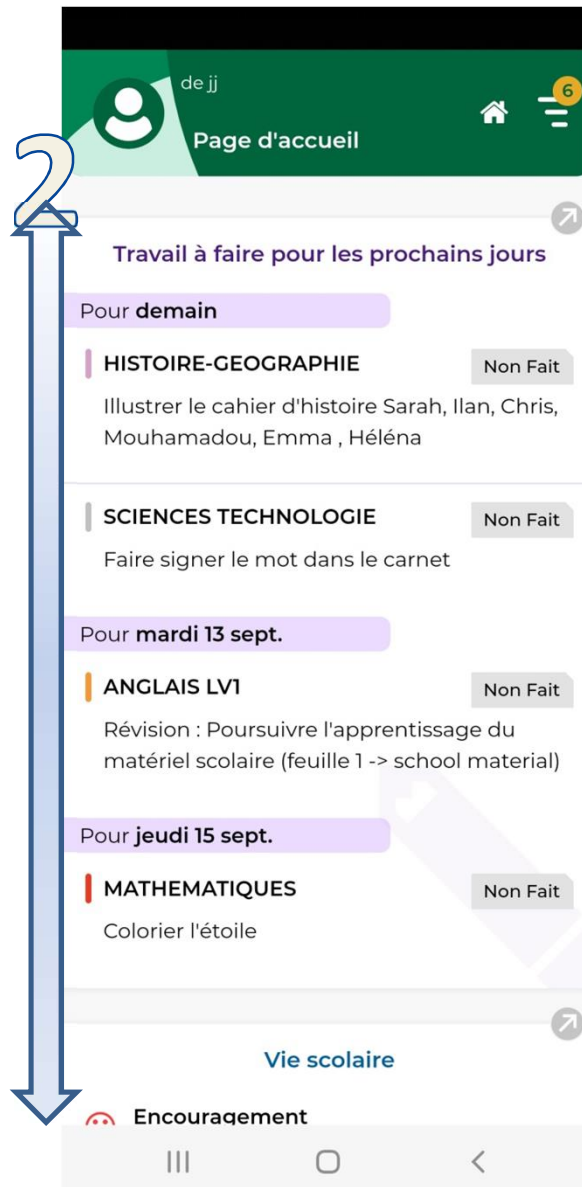 de jj
6
Page d'accueil
2
Travail à faire pour les prochains jours
Pour demain
HISTOIRE-GEOGRAPHIE
Non Fait
Illustrer le cahier d'histoire Sarah, Ilan, Chris,
Mouhamadou, Emma , Héléna
SCIENCES TECHNOLOGIE
Non Fait
Faire signer le mot dans le carnet
Pour mardi 13 sept.
ANGLAIS LV1
Non Fait
Révision : Poursuivre l'apprentissage du
matériel scolaire (feuille 1 -> school material)
Pour jeudi 15 sept.
MATHEMATIQUES
Non Fait
Colorier l'étoile
Vie scolaire
Encouragement